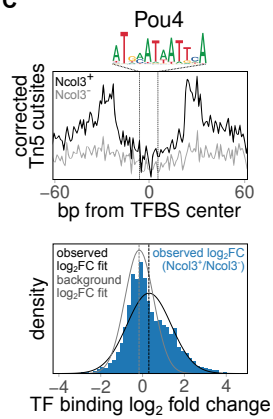 C
Pou4
ATGAATAATTCA
Ncol3⁺
Ncol3⁻
corrected
Tn5 cutsites
−60 0 60
bp from TFBS center
observed
log₂FC fit
background
log₂FC fit
observed log₂FC
(Ncol3⁺/Ncol3⁻)
density
−4 −2 0 2 4
TF binding log₂ fold change